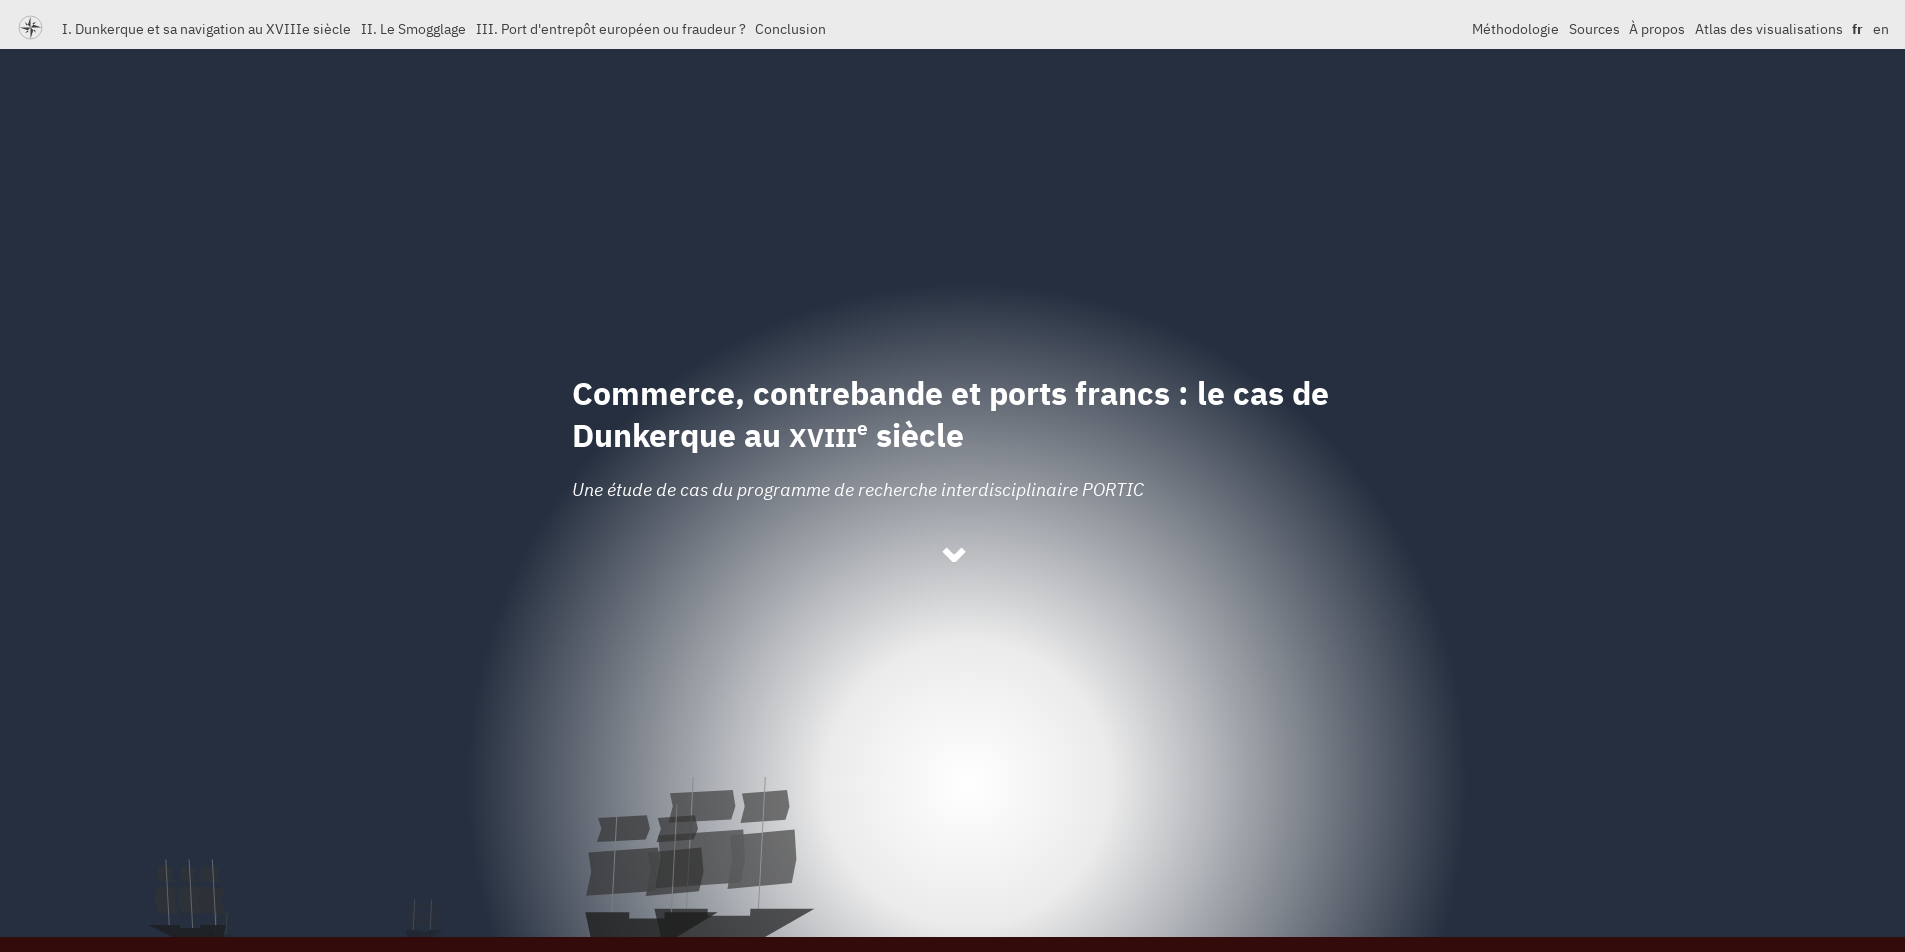 I. Dunkerque et sa navigation au XVIIIe siècle II. Le Smogglage III. Port d'entrepôt européen ou fraudeur ? Conclusion
Méthodologie Sources À propos Atlas des visualisations fr en
Commerce, contrebande et ports francs : le cas de
Dunkerque au XVIIIe siècle
Une étude de cas du programme de recherche interdisciplinaire PORTIC